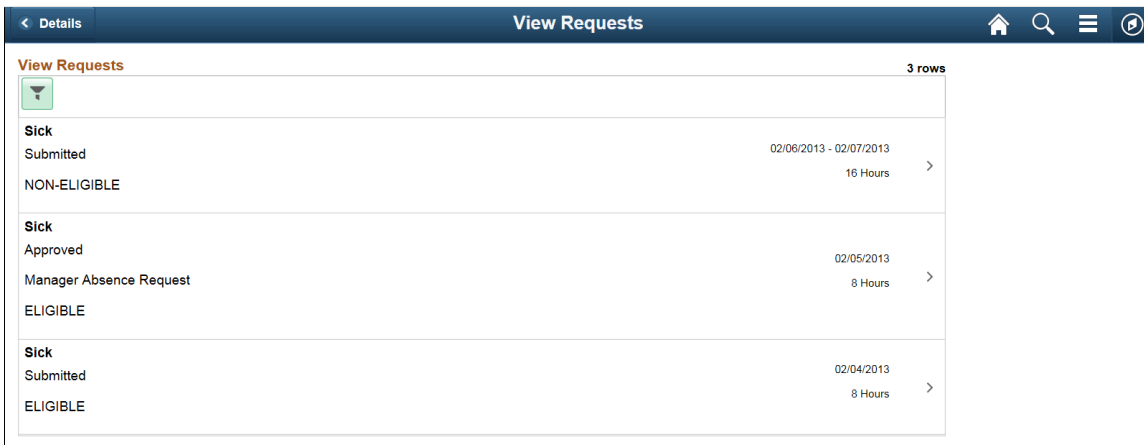 Details
View Requests
View Requests
3 rows
Sick
Submitted
02/06/2013 - 02/07/2013
16 Hours
NON-ELIGIBLE
Sick
Approved
02/05/2013
Manager Absence Request
8 Hours
ELIGIBLE
Sick
Submitted
02/04/2013
8 Hours
ELIGIBLE